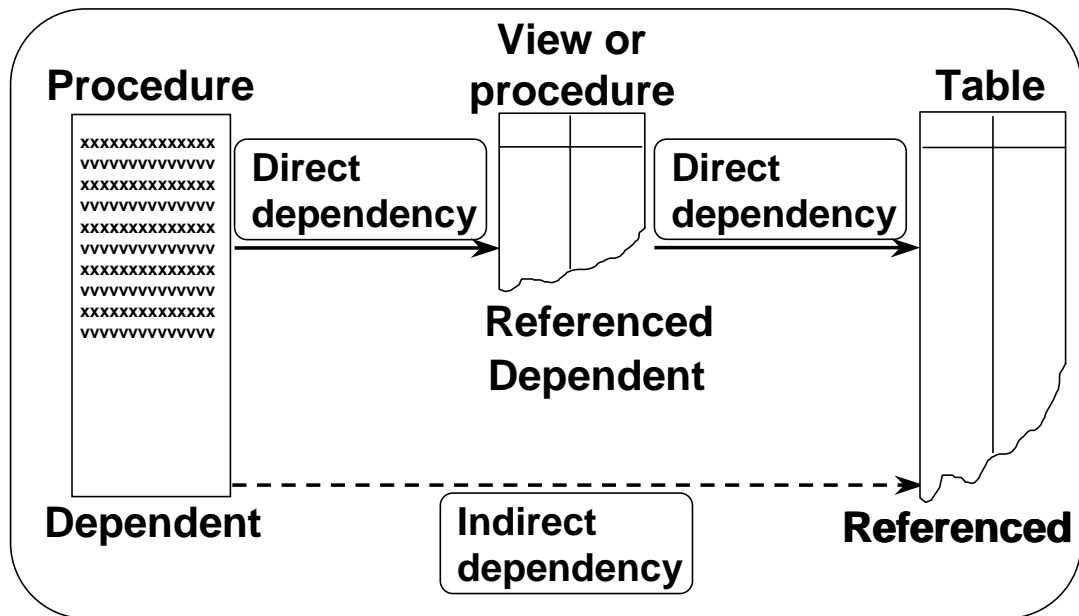 View or
procedure
Procedure
Table
xxxxxxxxxxxxxx
vvvvvvvvvvvvvv
xxxxxxxxxxxxxx
vvvvvvvvvvvvvv
xxxxxxxxxxxxxx
vvvvvvvvvvvvvv
xxxxxxxxxxxxxx
vvvvvvvvvvvvvv
xxxxxxxxxxxxxx
vvvvvvvvvvvvvv
Direct
dependency
Direct
dependency
Referenced
Dependent
Dependent
Indirect
dependency
Referenced